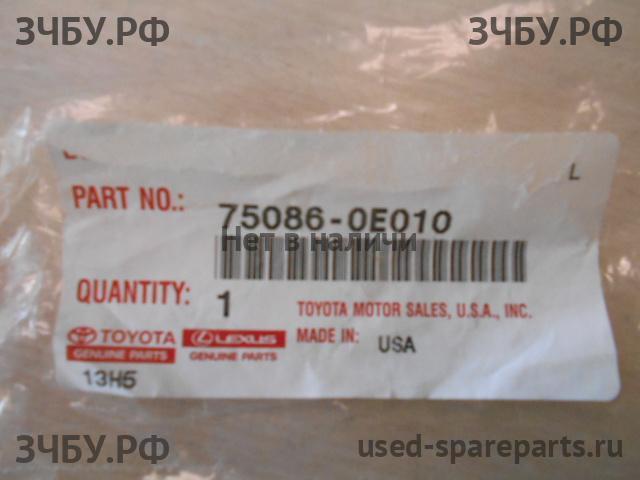 ЗЧБУ.РФ ЗЧБУ.РФ
L
PART NO.: 75086-0E010
Нет в наличи
QUANTITY: 1
TOYOTA MOTOR SALES, U.S.A., INC.
TOYOTA GENUINE PARTS
LEXUS GENUINE PARTS
MADE IN: USA
13H5
ЗЧБУ.РФ used-spareparts.ru